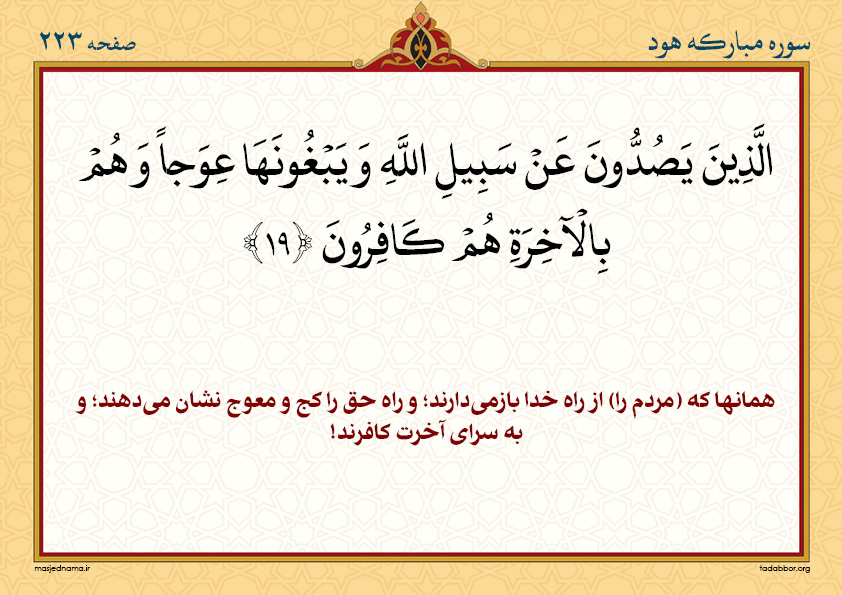 سوره مبارکه هود
صفحه ۲۲۳
الَّذِينَ يَصُدُّونَ عَنْ سَبِيلِ اللَّهِ وَ يَبْغُونَهَا عِوَجاً وَ هُمْ
بِالْآخِرَةِ هُمْ كَافِرُونَ ﴿۱۹﴾
همانها که (مردم را) از راه خدا بازمی‌دارند؛ و راه حق را کج و معوج نشان می‌دهند؛ و
به سرای آخرت کافرند!
masjednama.ir
tadabbor.org